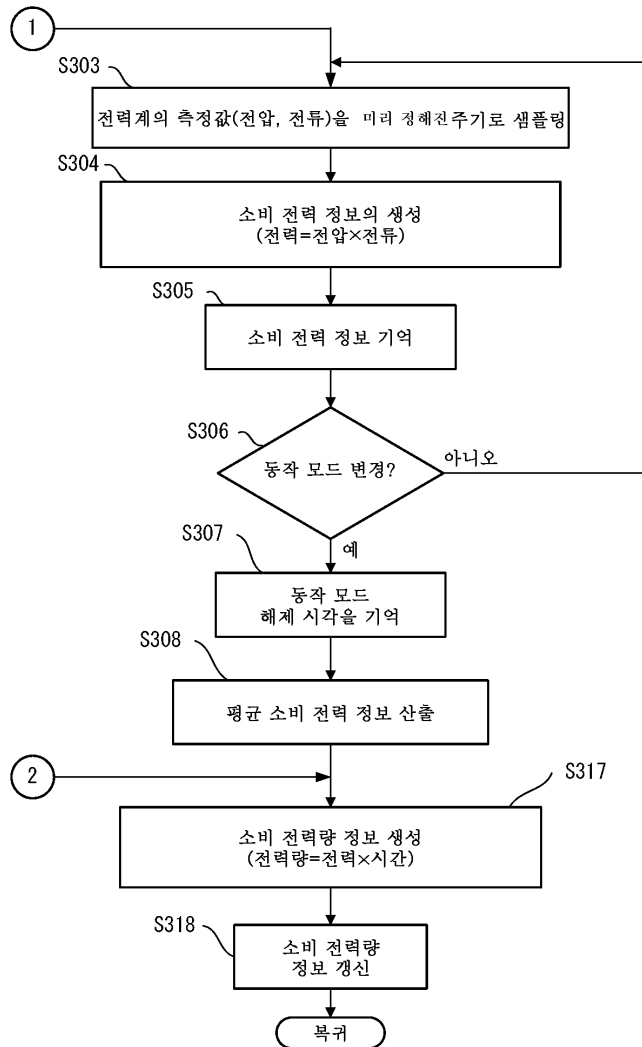 1
S303
전력계의 측정값(전압, 전류)을 미리 정해진 주기로 샘플링
S304
소비 전력 정보의 생성
(전력=전압×전류)
S305
소비 전력 정보 기억
S306
동작 모드 변경?
아니오
예
S307
동작 모드
해제 시각을 기억
S308
평균 소비 전력 정보 산출
2
S317
소비 전력량 정보 생성
(전력량=전력×시간)
S318
소비 전력량
정보 갱신
복귀